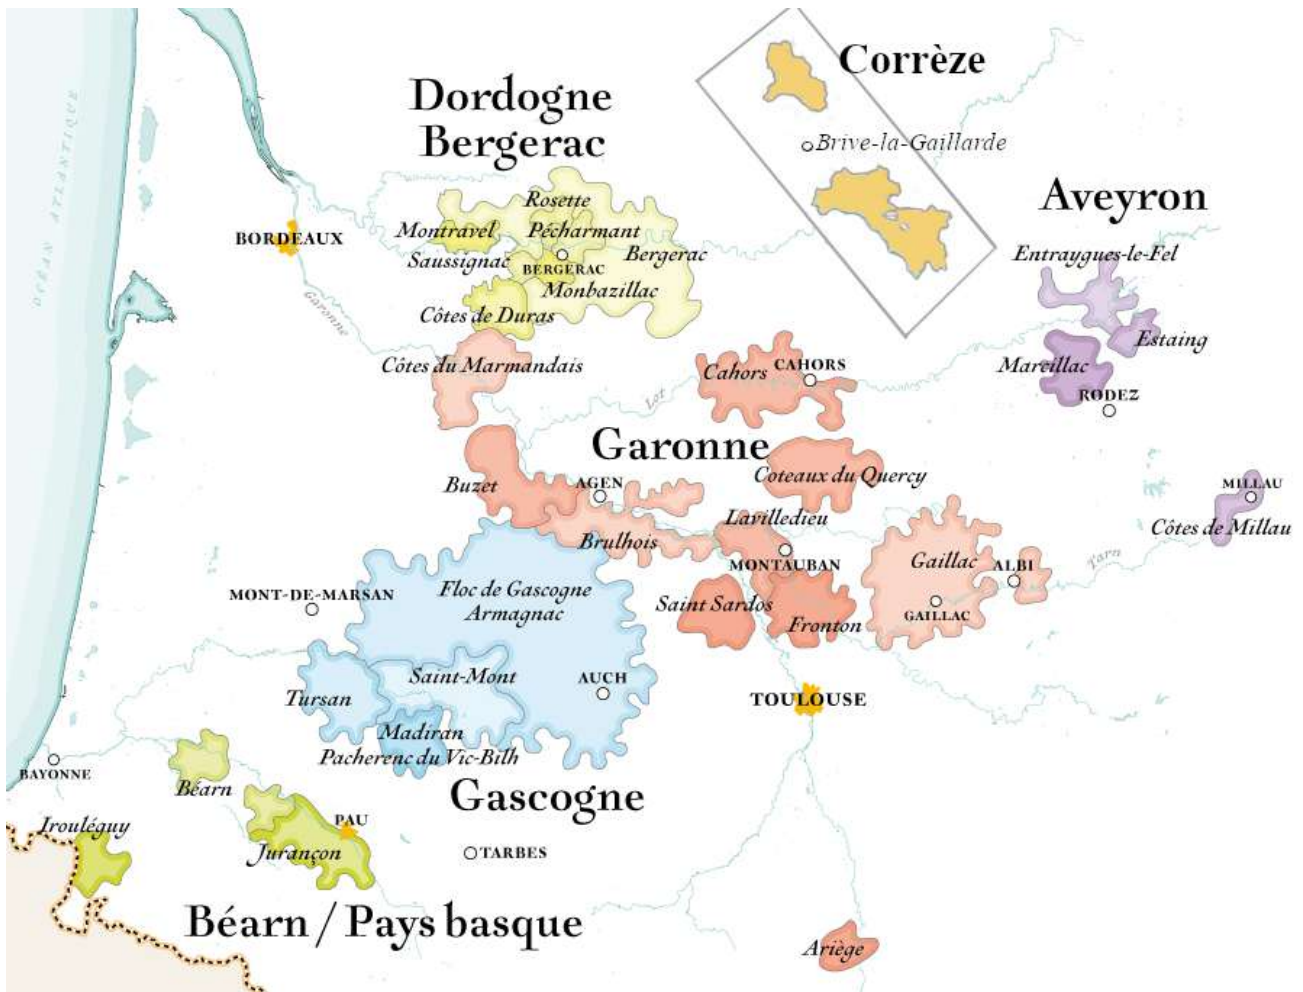 Corrèze
Dordogne
Bergerac
Brive-la-Gaillarde
Aveyron
Rosette
Montravel
Pécharmant
BORDEAUX
Saussignac
BERGERAC
Bergerac
Entraygues-le-Fel
Monbazillac
OCÉAN ATLANTIQUE
Garonne
Côtes de Duras
Estaing
Côtes du Marmandais
Cahors
CAHORS
Marcillac
RODEZ
Lot
Garonne
Buzet
AGEN
Coteaux du Quercy
MILLAU
Côtes de Millau
Lavilledieu
Brulhois
MONTAUBAN
Gaillac
ALBI
Tarn
MONT-DE-MARSAN
Floc de Gascogne
Armagnac
Saint Sardos
Fronton
GAILLAC
Saint-Mont
AUCH
Tursan
TOULOUSE
Madiran
Pacherenc du Vic-Bilh
BAYONNE
Béarn
Gascogne
Irouléguy
PAU
Jurançon
TARBES
Béarn / Pays basque
Ariège